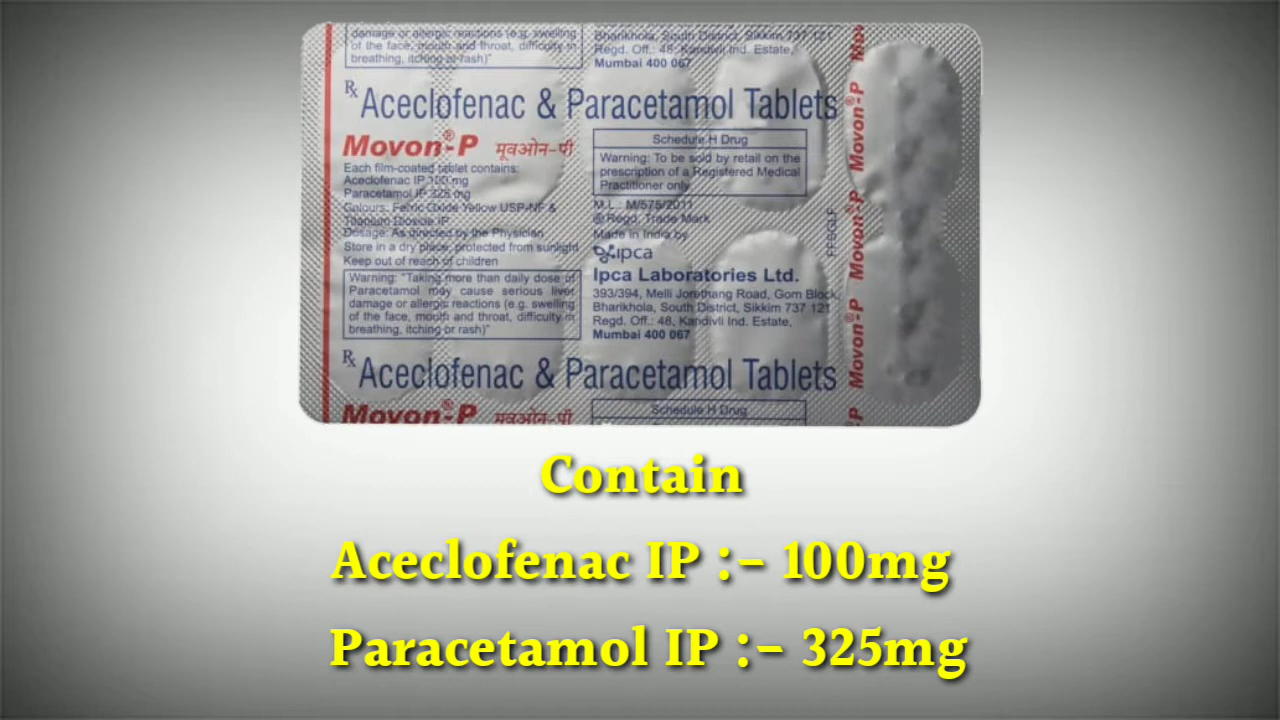 damage or allergic reactions (e.g. swelling
of the face, mouth and throat, difficulty in
breathing, itching or rash)"
Bharikhola, South District, Sikkim 737 121
Regd. Off.: 48, Kandivli Ind. Estate,
Mumbai 400 067
Rx Aceclofenac & Paracetamol Tablets
Movon®-P मूवओन-पी
Each film-coated tablet contains:
Aceclofenac IP 100 mg
Paracetamol IP 325 mg
Colours: Ferric Oxide Yellow USP-NF &
Titanium Dioxide IP
Dosage: As directed by the Physician
Store in a dry place, protected from sunlight
Keep out of reach of children
Warning: "Taking more than daily dose of
Paracetamol may cause serious liver
damage or allergic reactions (e.g. swelling
of the face, mouth and throat, difficulty in
breathing, itching or rash)"
Schedule H Drug
Warning: To be sold by retail on the
prescription of a Registered Medical
Practitioner only
M.L.: M/575/2011
® Regd. Trade Mark
Made in India by
ipca
Ipca Laboratories Ltd.
393/394, Melli Jorethang Road, Gom Block,
Bharikhola, South District, Sikkim 737 121
Regd. Off.: 48, Kandivli Ind. Estate,
Mumbai 400 067
Rx Aceclofenac & Paracetamol Tablets
Movon®-P मूवओन-पी
Schedule H Drug
Movon®-P
Movon®-P
Movon®-P
Contain
Aceclofenac IP :- 100mg
Paracetamol IP :- 325mg